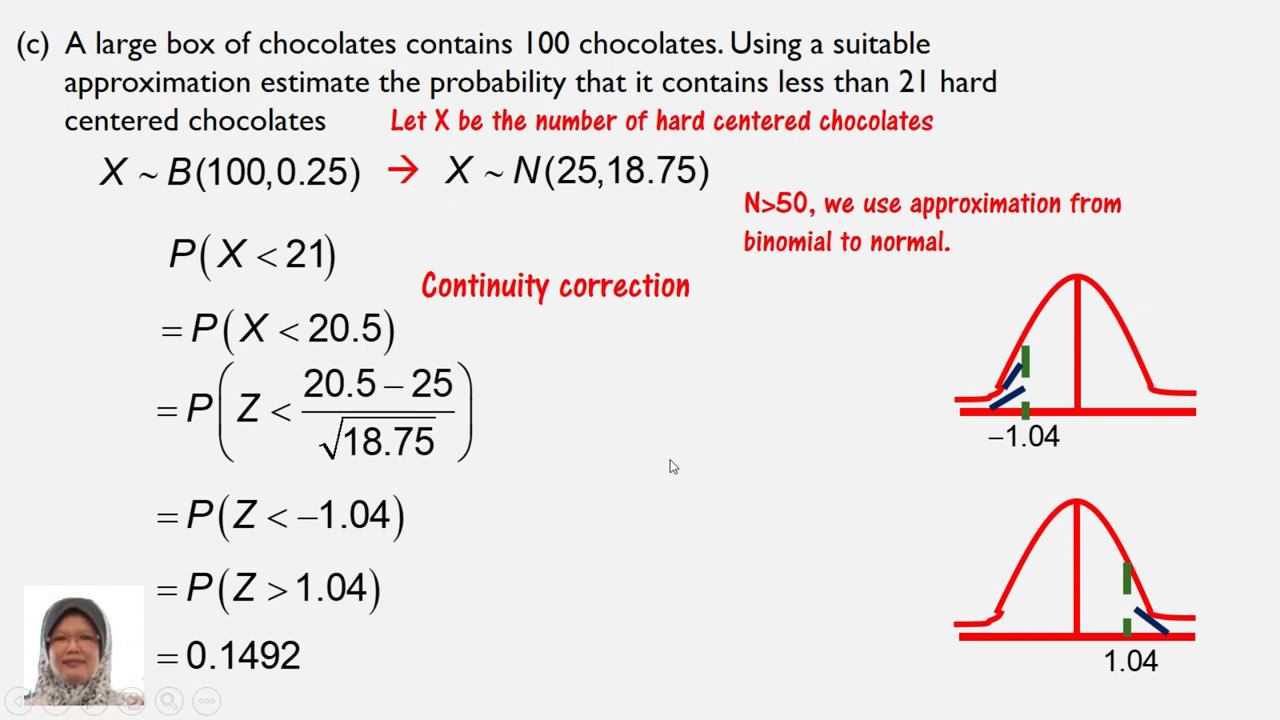 (c) A large box of chocolates contains 100 chocolates. Using a suitable
approximation estimate the probability that it contains less than 21 hard
centered chocolates
Let X be the number of hard centered chocolates
X ~ B(100,0.25) → X ~ N(25,18.75)
N>50, we use approximation from
binomial to normal.
P(X < 21)
Continuity correction
= P(X < 20.5)
= P(Z < (20.5 – 25)/√18.75)
–1.04
= P(Z < –1.04)
= P(Z > 1.04)
= 0.1492
1.04